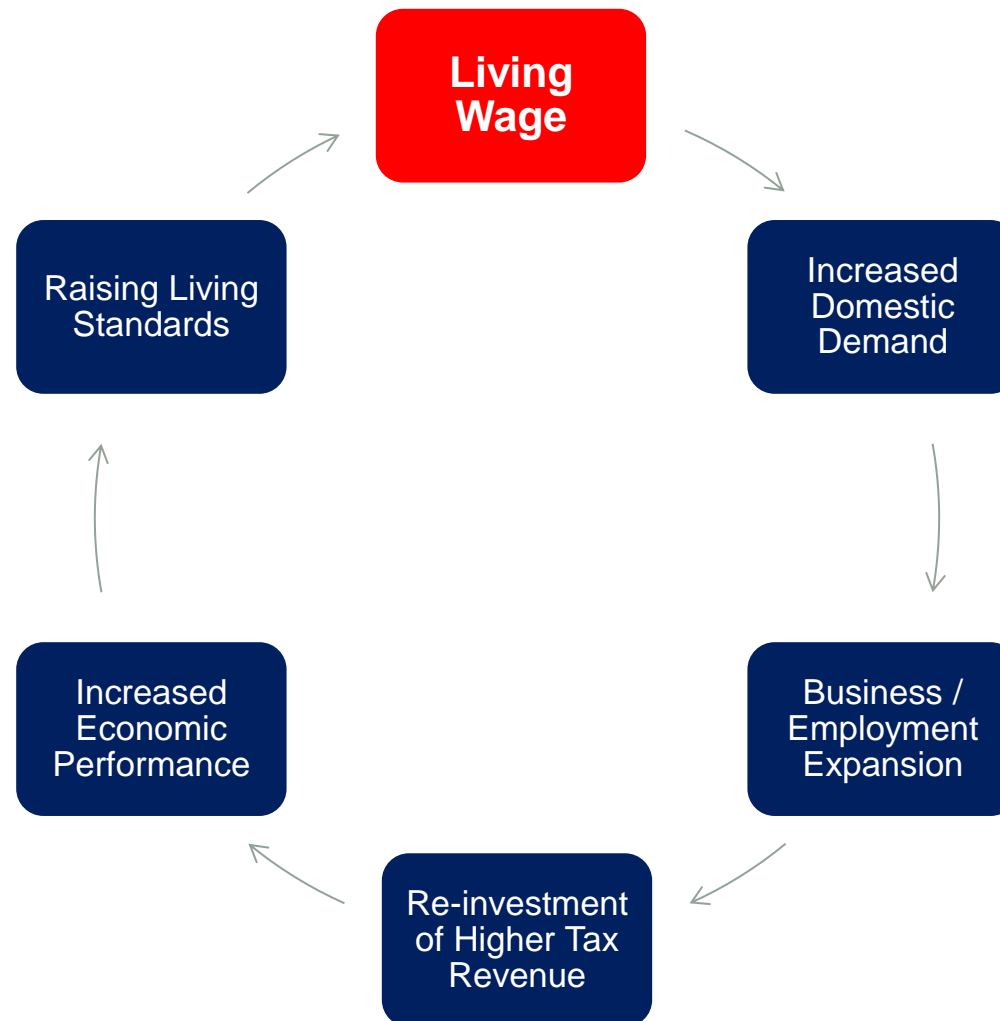 Living
Wage
Increased
Domestic
Demand
Business /
Employment
Expansion
Re-investment
of Higher Tax
Revenue
Increased
Economic
Performance
Raising Living
Standards